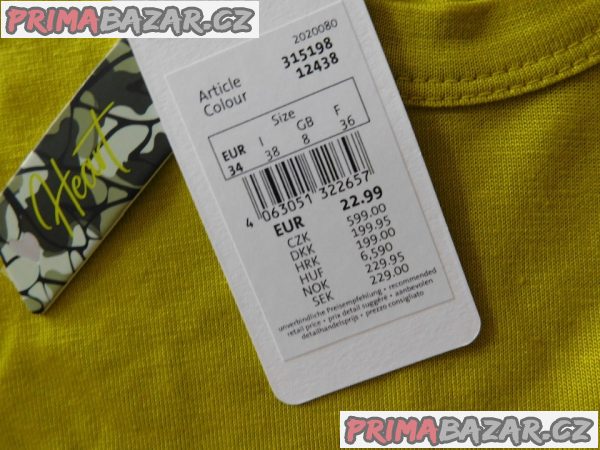 PRIMABAZAR.CZ
2020080
Article 315198
Colour 12438
Size
EUR I GB F
34 38 8 36
4 063051 322657
EUR 22.99
CZK 599.00
DKK 199.95
HRK 199.00
HUF 6,590
NOK 229.95
SEK 229.00
unverbindliche Preisempfehlung • recommended
retail price • prix detail suggére • aanbevolen
detailhandelsprijs • prezzo consigliato
Heart
PRIMABAZAR.CZ